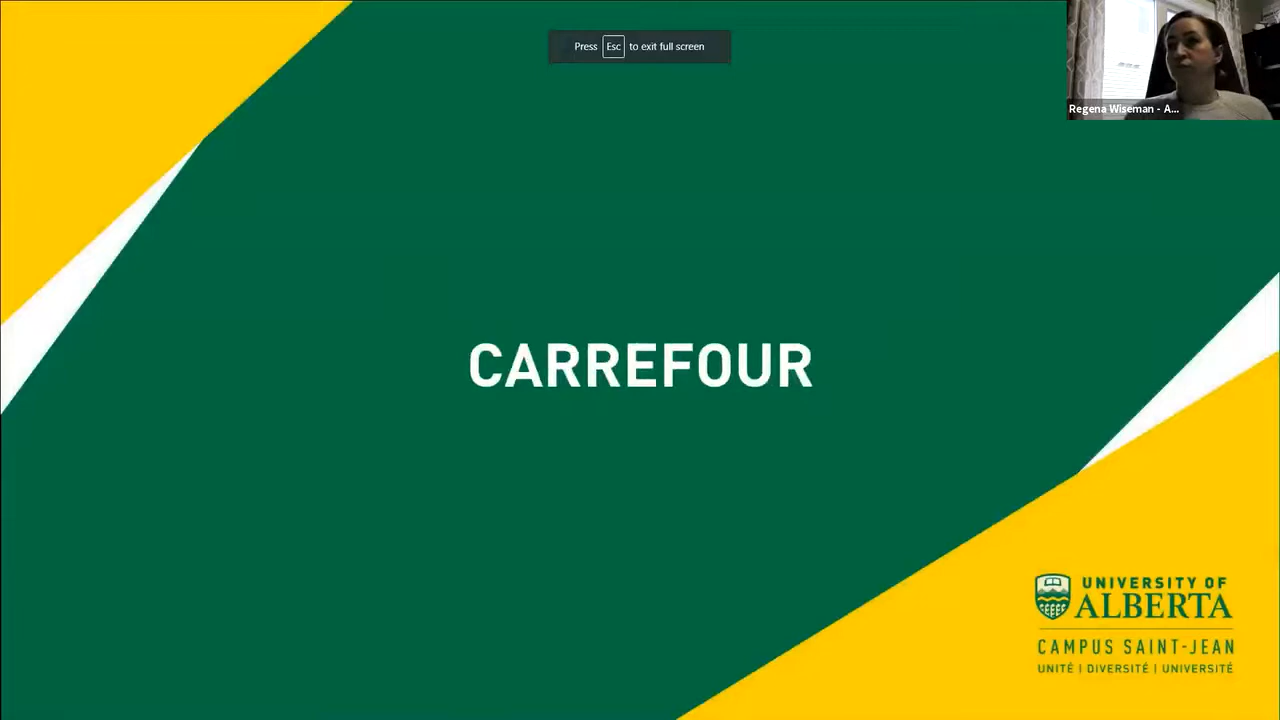 Press Esc to exit full screen
Regena Wiseman - A...
CARREFOUR
UNIVERSITY OF
ALBERTA
CAMPUS SAINT-JEAN
UNITÉ | DIVERSITÉ | UNIVERSITÉ